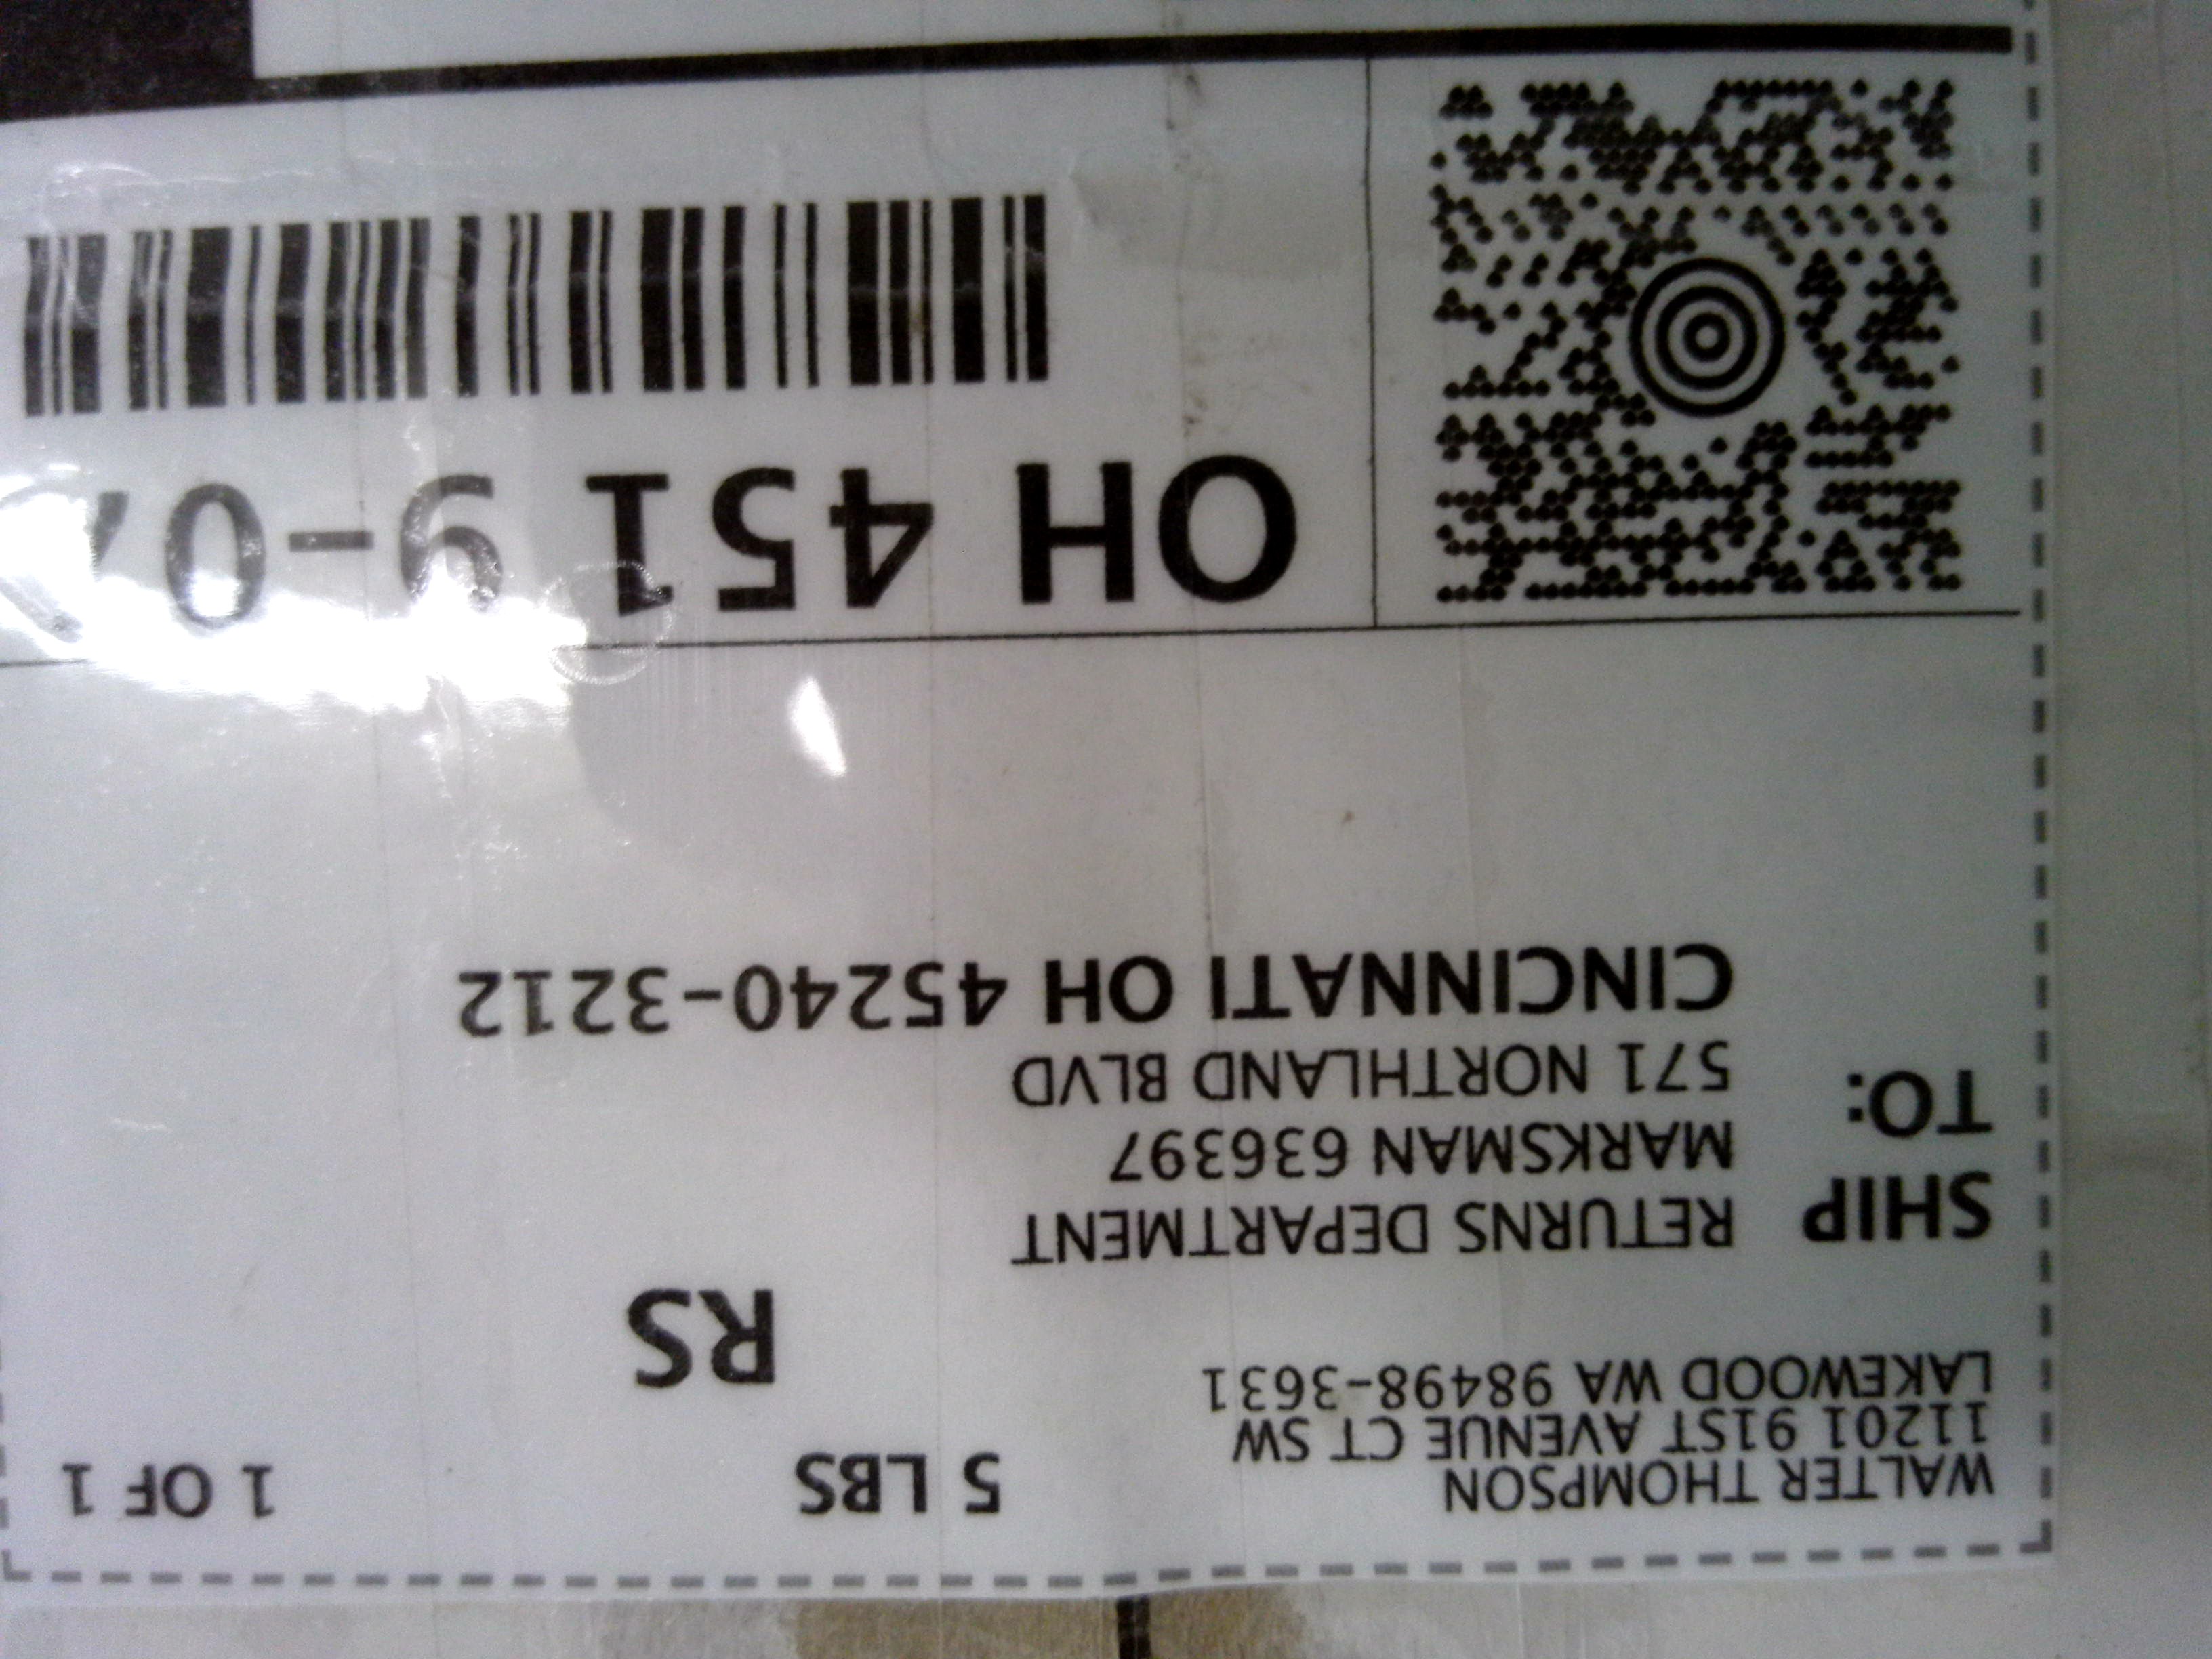 WALTER THOMPSON
11201 91ST AVENUE CT SW
LAKEWOOD WA 98498-3631
5 LBS
1 OF 1
RS
SHIP
TO:
RETURNS DEPARTMENT
MARKSMAN 636397
571 NORTHLAND BLVD
CINCINNATI OH 45240-3212
OH 451 9-0